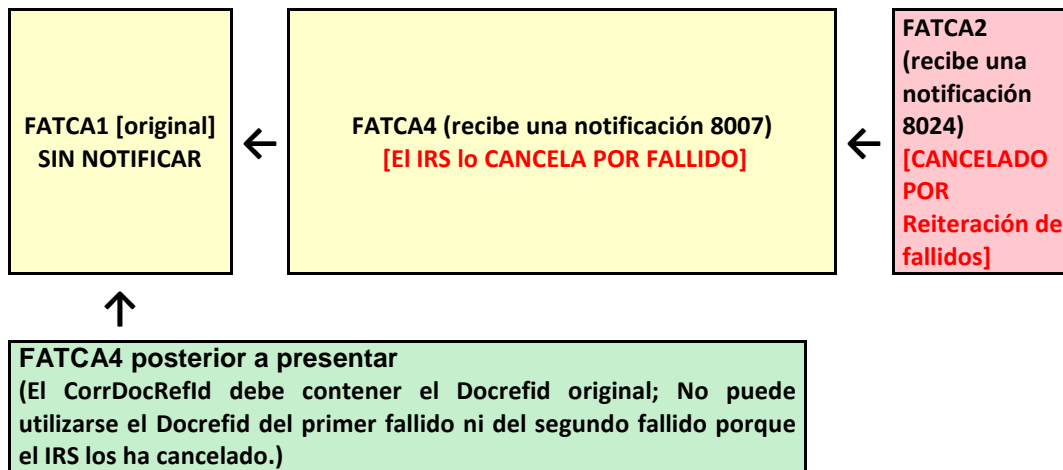 FATCA1 [original]
SIN NOTIFICAR
FATCA4 (recibe una notificación 8007)
[El IRS lo CANCELA POR FALLIDO]
FATCA2
(recibe una
notificación
8024)
[CANCELADO
POR
Reiteración de
fallidos]
FATCA4 posterior a presentar
(El CorrDocRefId debe contener el Docrefid original; No puede
utilizarse el Docrefid del primer fallido ni del segundo fallido porque
el IRS los ha cancelado.)